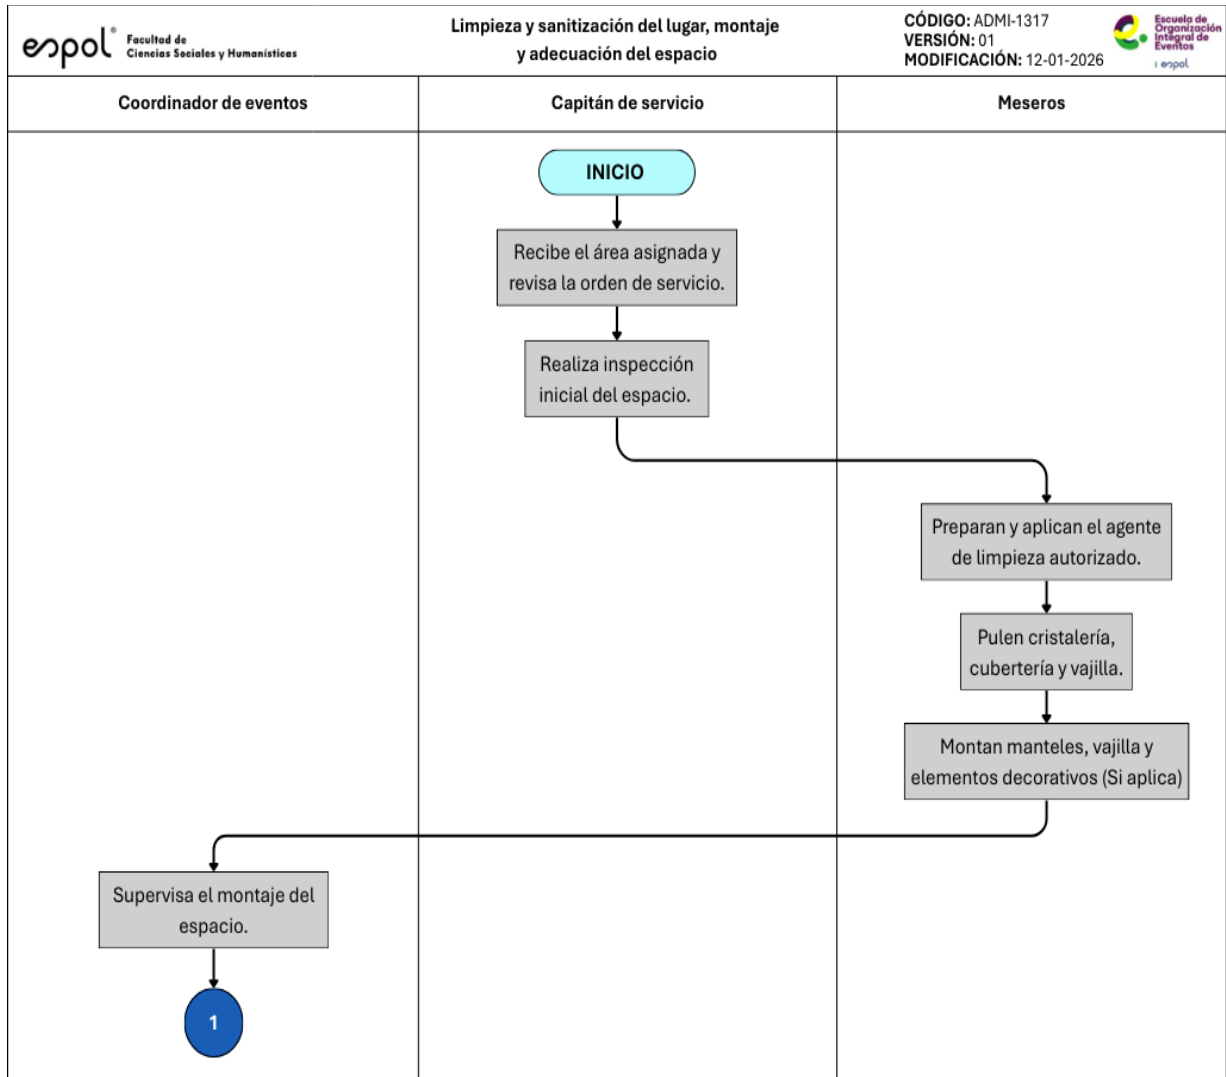 espol
Facultad de
Ciencias Sociales y Humanísticas
Limpieza y sanitización del lugar, montaje
y adecuación del espacio
CÓDIGO: ADMI-1317
VERSIÓN: 01
MODIFICACIÓN: 12-01-2026
e.
Escuela de
Organización
Integral de
Eventos
espol
Coordinador de eventos
Capitán de servicio
Meseros
INICIO
Recibe el área asignada y
revisa la orden de servicio.
Realiza inspección
inicial del espacio.
Preparan y aplican el agente
de limpieza autorizado.
Pulen cristalería,
cubertería y vajilla.
Montan manteles, vajilla y
elementos decorativos (Si aplica)
Supervisa el montaje del
espacio.
1